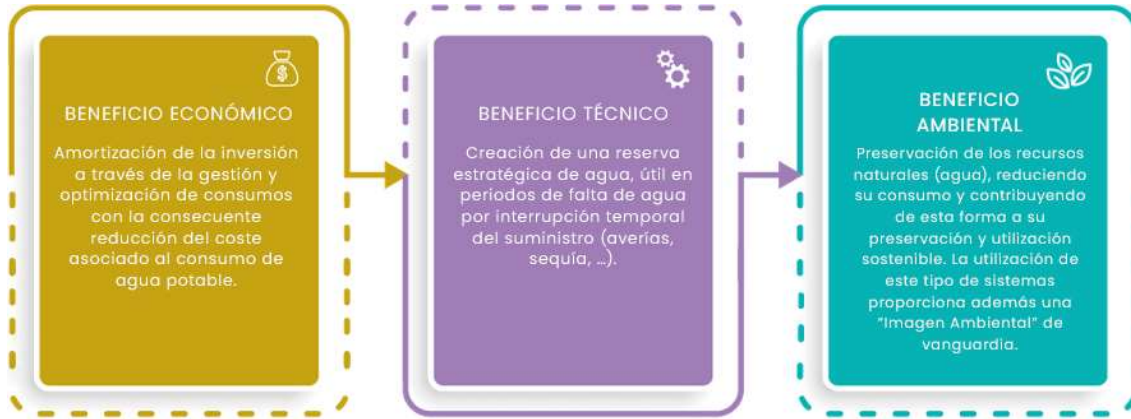 BENEFICIO ECONÓMICO
Amortización de la inversión
a través de la gestión y
optimización de consumos
con la consecuente
reducción del coste
asociado al consumo de
agua potable.
BENEFICIO TÉCNICO
Creación de una reserva
estratégica de agua, útil en
periodos de falta de agua
por interrupción temporal
del suministro (averías,
sequía, ...).
BENEFICIO
AMBIENTAL
Preservación de los recursos
naturales (agua), reduciendo
su consumo y contribuyendo
de esta forma a su
preservación y utilización
sostenible. La utilización de
este tipo de sistemas
proporciona además una
“Imagen Ambiental” de
vanguardia.